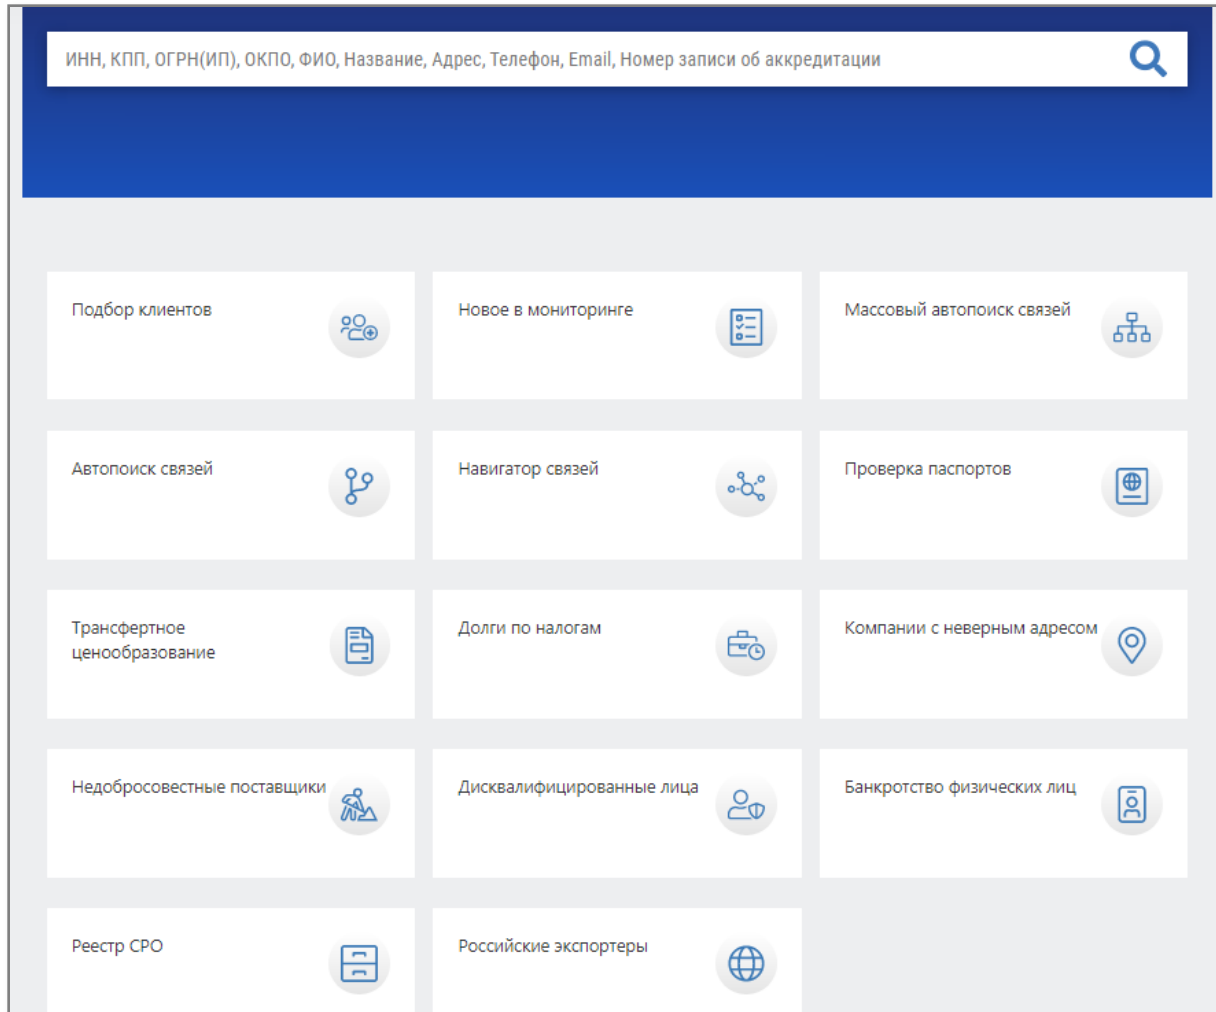 ИНН, КПП, ОГРН(ИП), ОКПО, ФИО, Название, Адрес, Телефон, Email, Номер записи об аккредитации
Подбор клиентов
Новое в мониторинге
Массовый автопоиск связей
Автопоиск связей
Навигатор связей
Проверка паспортов
Трансфертное
ценообразование
Долги по налогам
Компании с неверным адресом
Недобросовестные поставщики
Дисквалифицированные лица
Банкротство физических лиц
Реестр СРО
Российские экспортеры